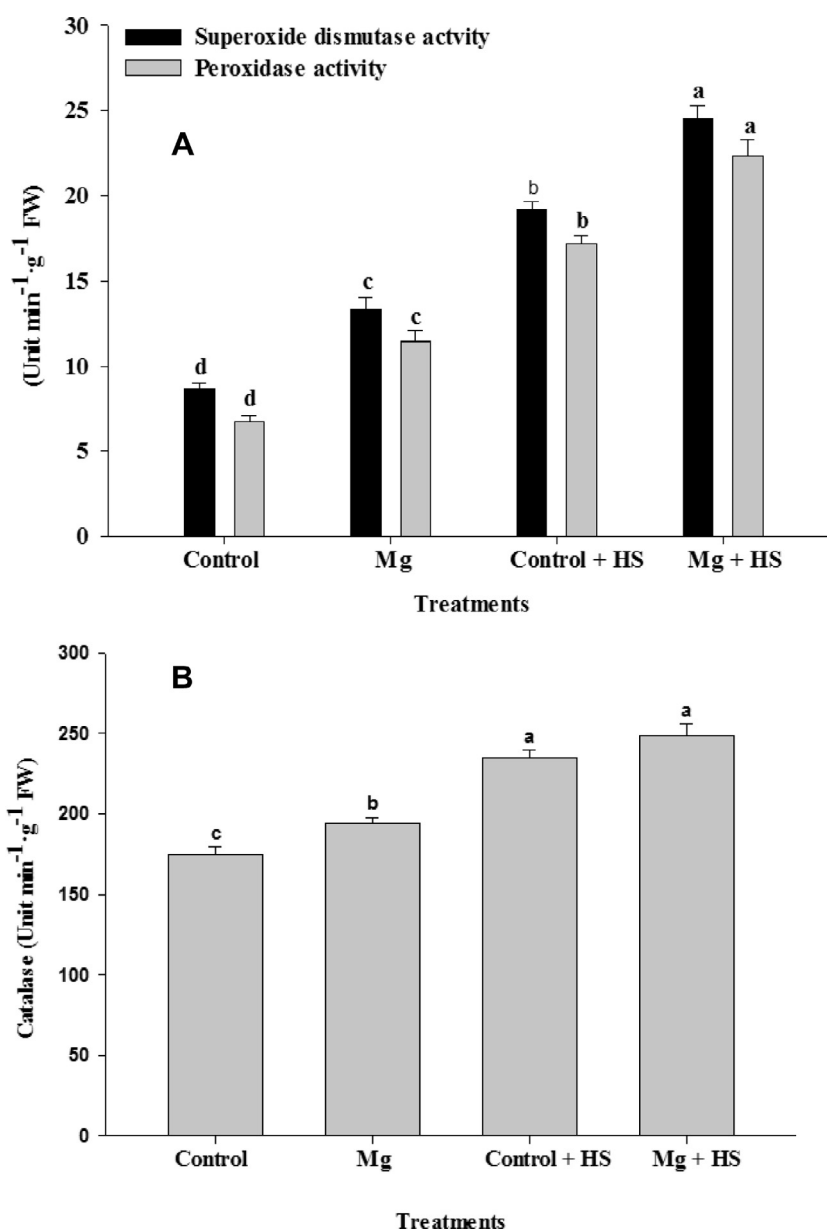 30
Superoxide dismutase actvity
Peroxidase activity
25
20
15
10
5
0
(Unit min⁻¹·g⁻¹ FW)
A
d
d
c
c
b
b
a
a
Control Mg Control + HS Mg + HS
Treatments
300
250
200
150
100
50
0
Catalase (Unit min⁻¹·g⁻¹ FW)
B
c
b
a
a
Control Mg Control + HS Mg + HS
Treatments